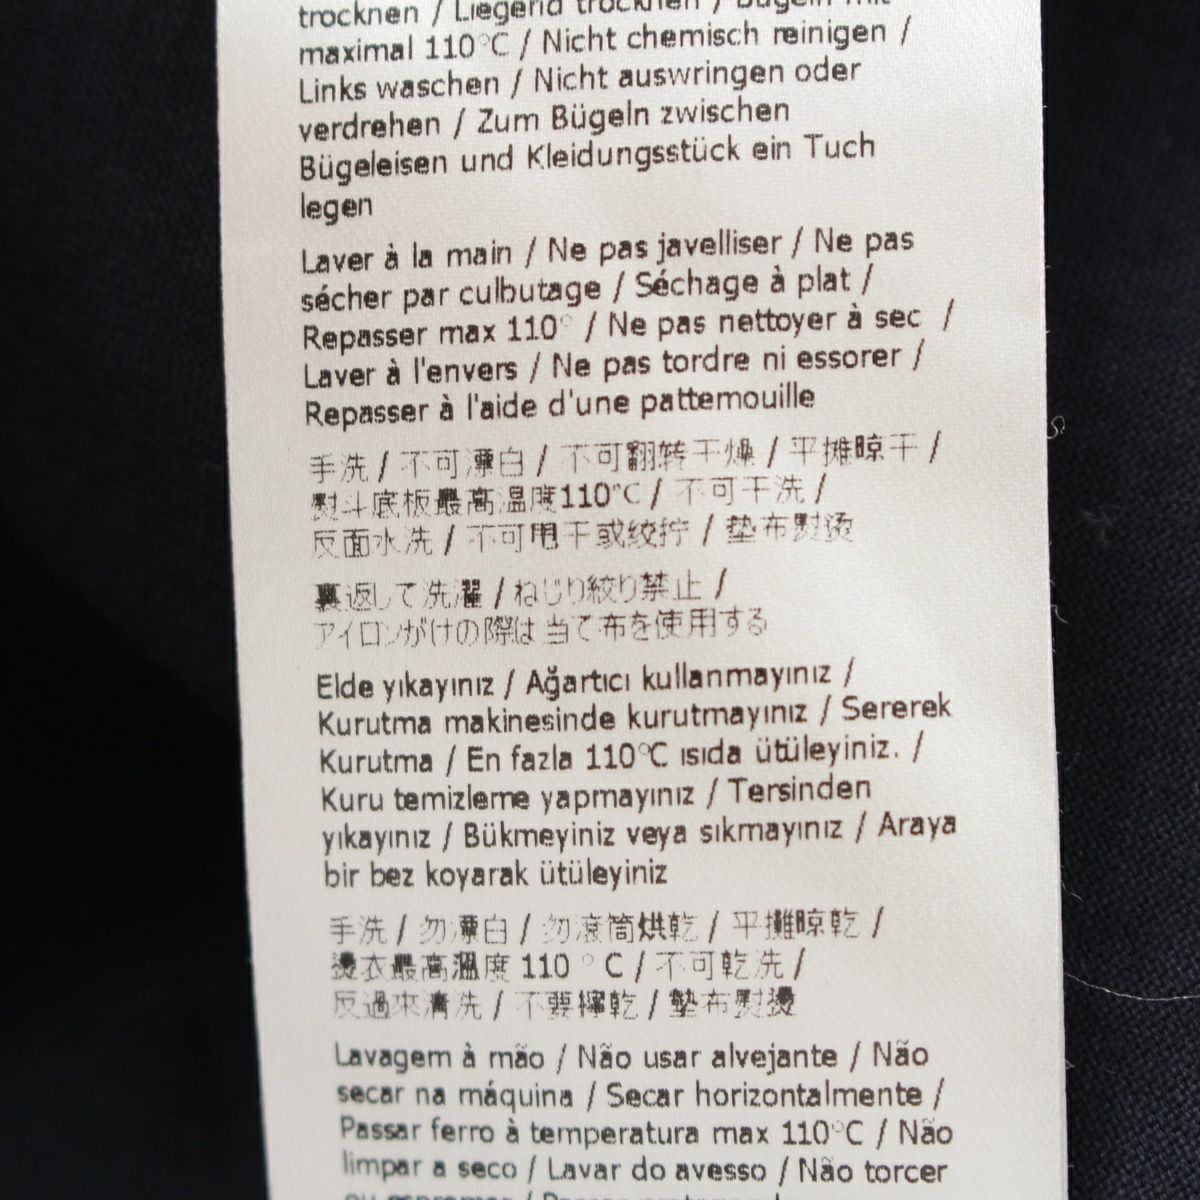 trocknen / Liegend trocknen / Bügeln mit
maximal 110°C / Nicht chemisch reinigen /
Links waschen / Nicht auswringen oder
verdrehen / Zum Bügeln zwischen
Bügeleisen und Kleidungsstück ein Tuch
legen
Laver à la main / Ne pas javelliser / Ne pas
sécher par culbutage / Séchage à plat /
Repasser max 110° / Ne pas nettoyer à sec /
Laver à l'envers / Ne pas tordre ni essorer /
Repasser à l'aide d'une pattemouille
手洗 / 不可漂白 / 不可翻转干燥 / 平摊晾干 /
熨斗底板最高温度110°C / 不可干洗 /
反面水洗 / 不可甩干或绞拧 / 垫布熨烫
裏返して洗濯 / ねじり絞り禁止 /
アイロンがけの際は当て布を使用する
Elde yıkayınız / Ağartıcı kullanmayınız /
Kurutma makinesinde kurutmayınız / Sererek
Kurutma / En fazla 110°C ısıda ütüleyiniz. /
Kuru temizleme yapmayınız / Tersinden
yıkayınız / Bükmeyiniz veya sıkmayınız / Araya
bir bez koyarak ütüleyiniz
手洗 / 勿漂白 / 勿滾筒烘乾 / 平攤晾乾 /
燙衣最高溫度 110 ° C / 不可乾洗 /
反過來清洗 / 不要擰乾 / 墊布熨燙
Lavagem à mão / Não usar alvejante / Não
secar na máquina / Secar horizontalmente /
Passar ferro à temperatura max 110°C / Não
limpar a seco / Lavar do avesso / Não torcer
ou espremer / Passar